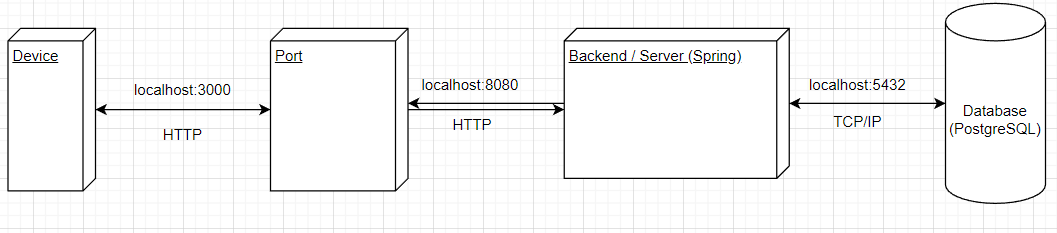 Device
Port
Backend / Server (Spring)
localhost:3000
localhost:8080
localhost:5432
HTTP
HTTP
TCP/IP
Database
(PostgreSQL)